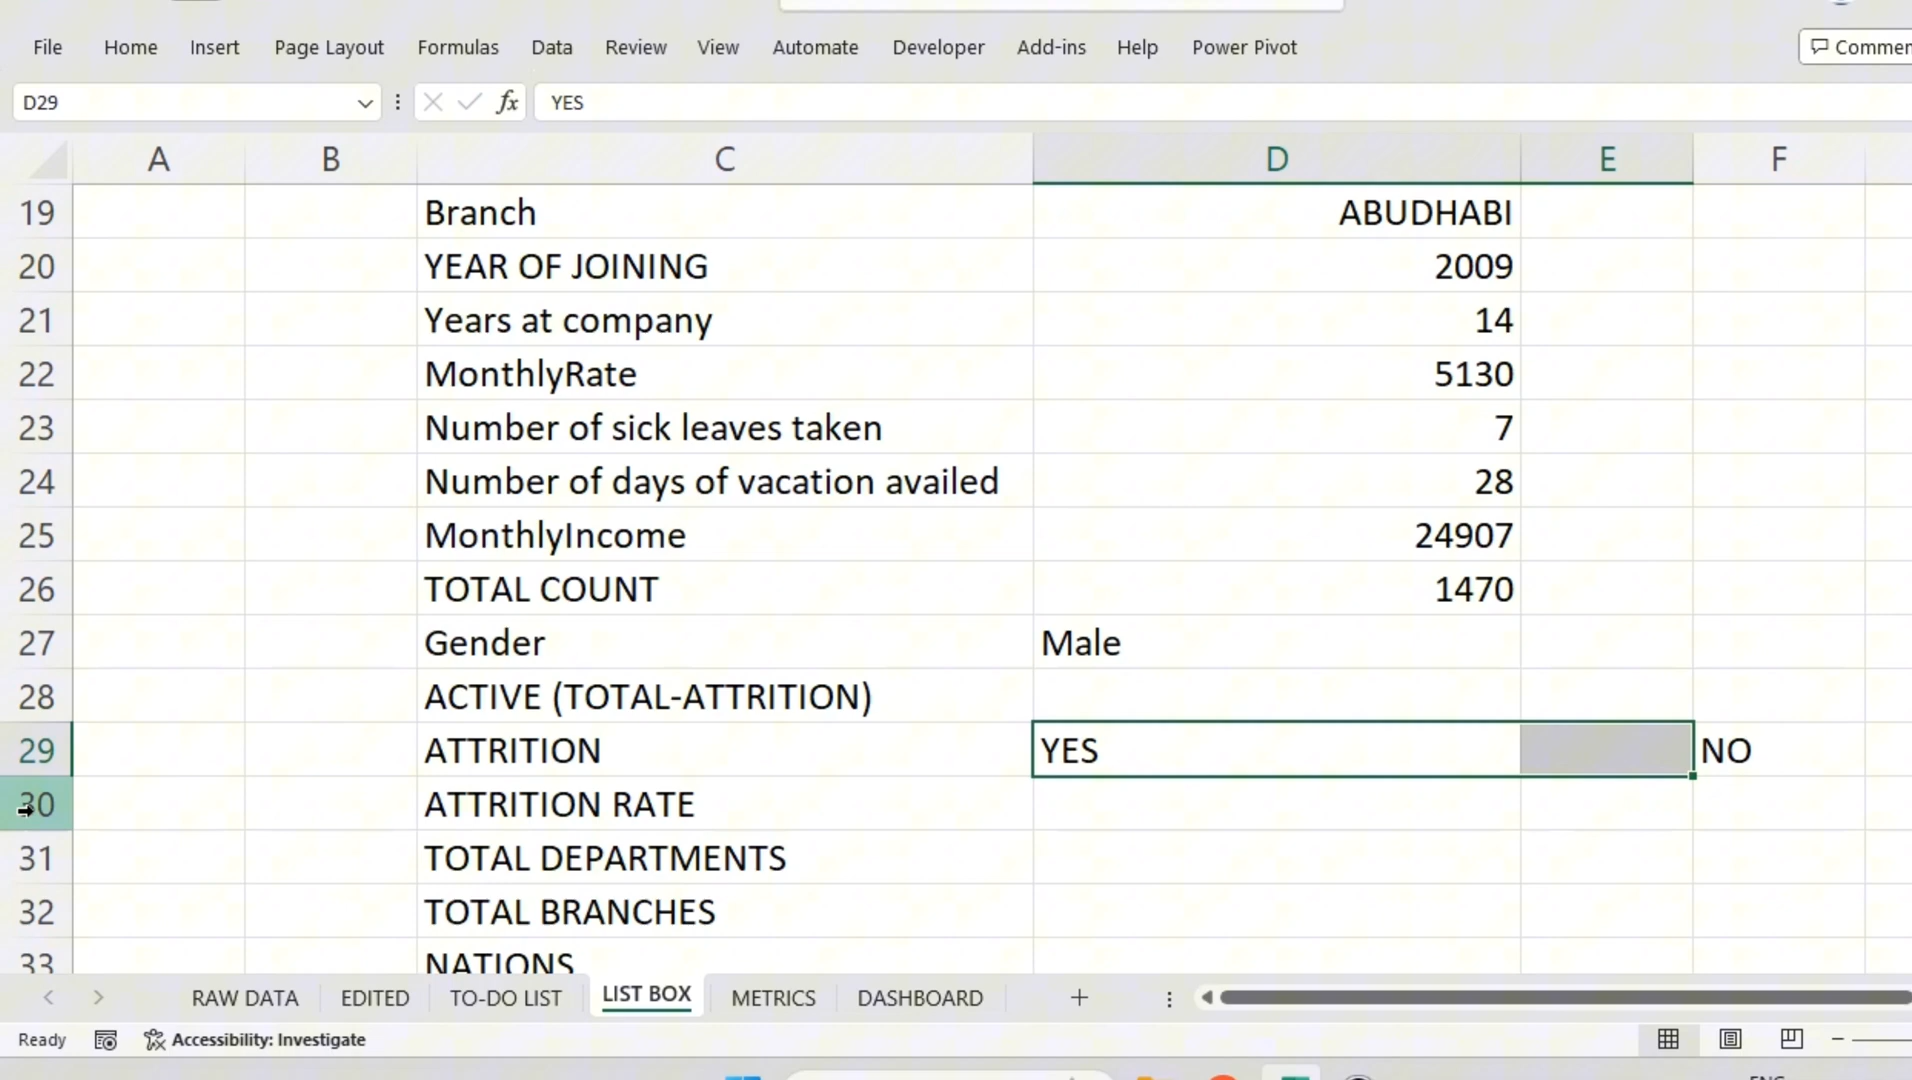 File Home Insert Page Layout Formulas Data Review View Automate Developer Add-ins Help Power Pivot Commen
D29 fx YES
A B C D E F
19 Branch ABUDHABI
20 YEAR OF JOINING 2009
21 Years at company 14
22 MonthlyRate 5130
23 Number of sick leaves taken 7
24 Number of days of vacation availed 28
25 MonthlyIncome 24907
26 TOTAL COUNT 1470
27 Gender Male
28 ACTIVE (TOTAL-ATTRITION)
29 ATTRITION YES NO
30 ATTRITION RATE
31 TOTAL DEPARTMENTS
32 TOTAL BRANCHES
33 NATIONS
RAW DATA EDITED TO-DO LIST LIST BOX METRICS DASHBOARD
Ready Accessibility: Investigate